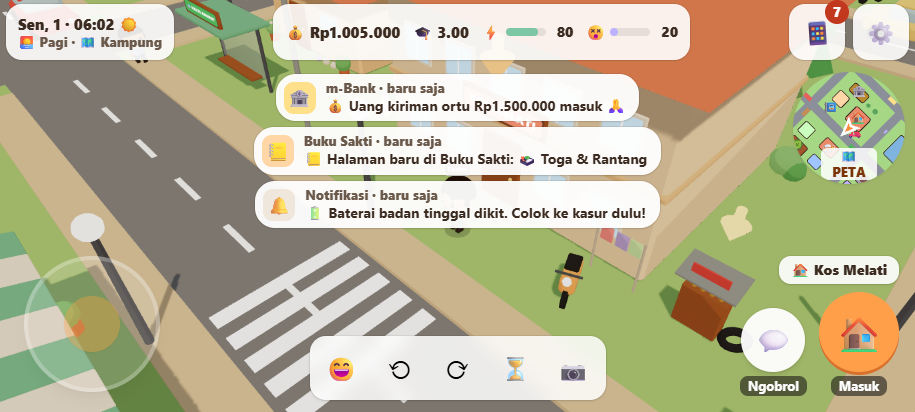 Sen, 1 · 06:02
Pagi · Kampung
Rp1.005.000
3.00
80
20
7
m-Bank · baru saja
Uang kiriman ortu Rp1.500.000 masuk
Buku Sakti · baru saja
Halaman baru di Buku Sakti: Toga & Rantang
Notifikasi · baru saja
Baterai badan tinggal dikit. Colok ke kasur dulu!
PETA
Kos Melati
Ngobrol
Masuk